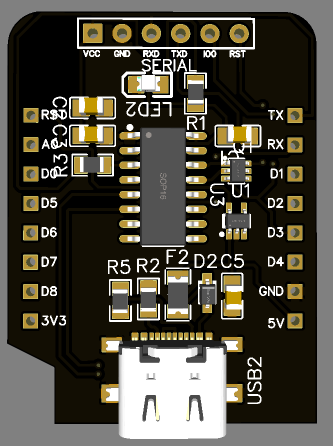 VCC GND RXD TXD IO0 RST
SERIAL
LED2
R1
RST
A0
D0
D5
D6
D7
D8
3V3
C3
R3
SOP16
U1
U3
TX
RX
D1
D2
D3
D4
GND
5V
R5 R2 F2 D2 C5
USB2